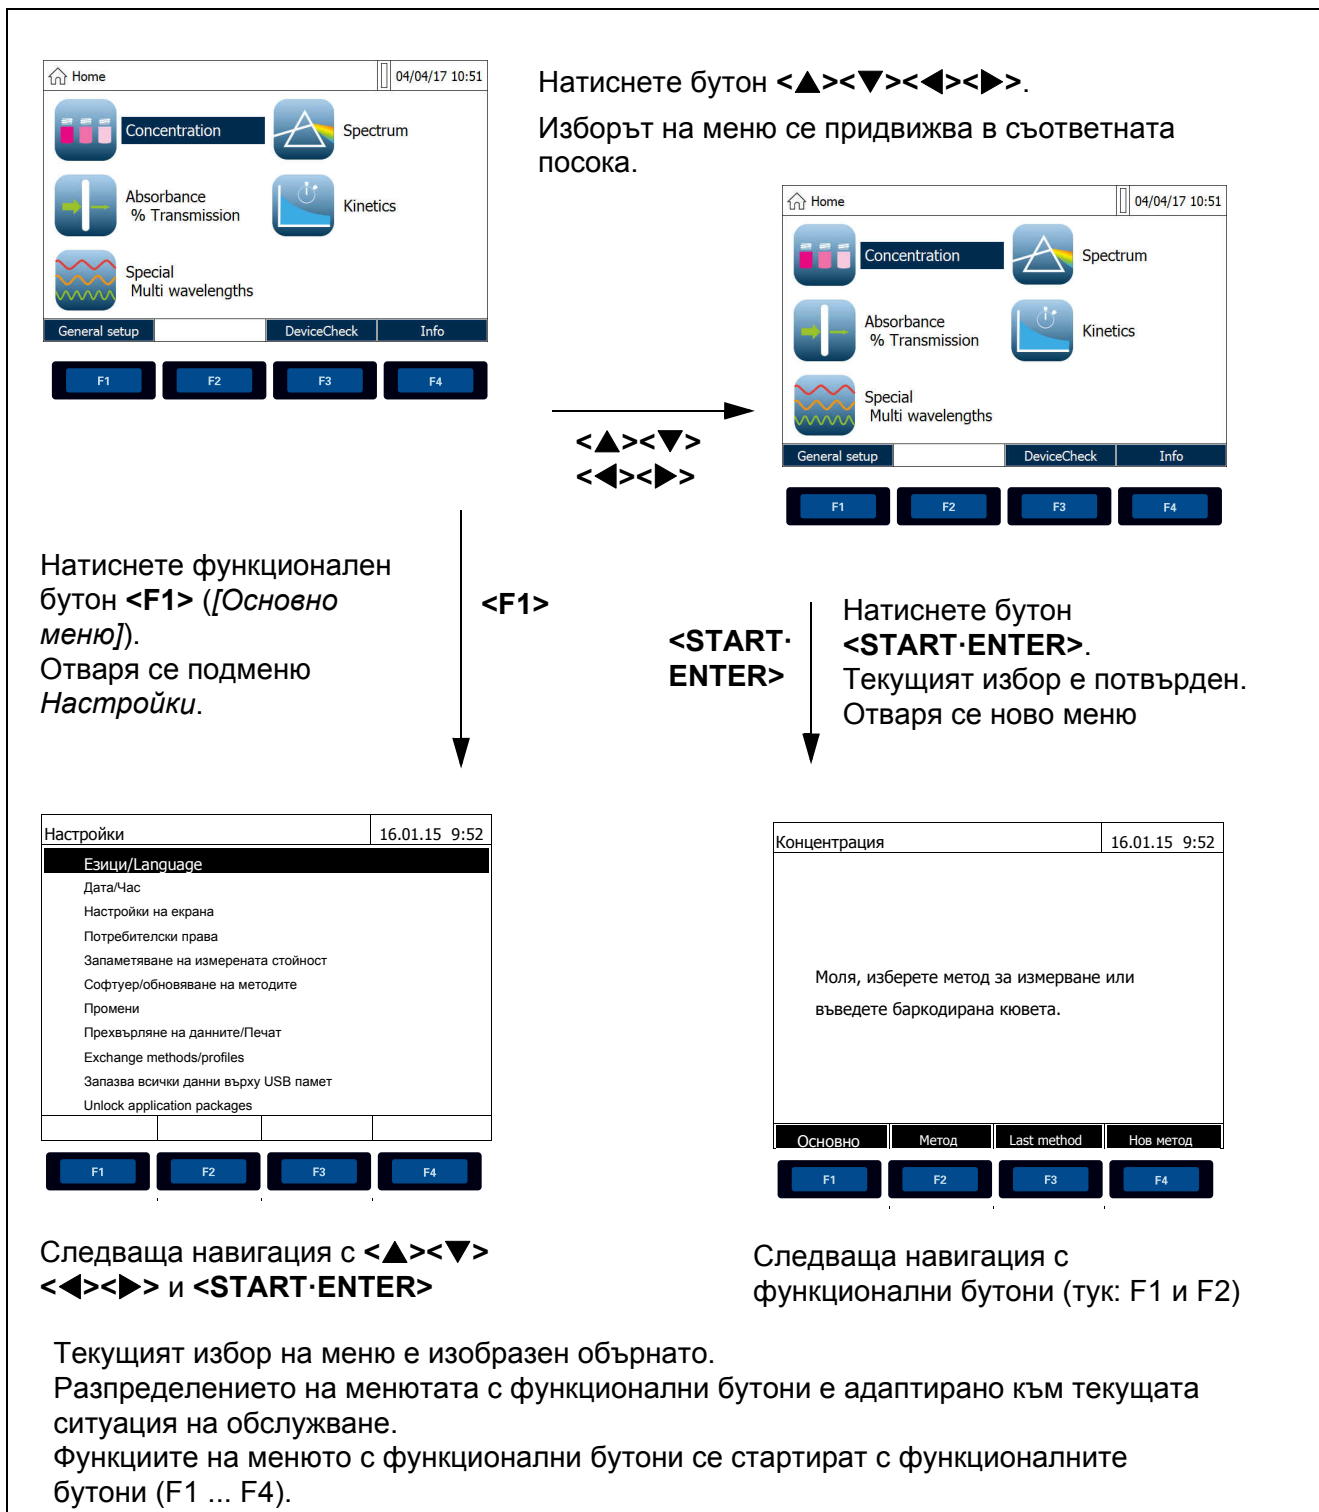 Home
04/04/17 10:51
Concentration
Spectrum
Absorbance
% Transmission
Kinetics
Special
Multi wavelengths
General setup
DeviceCheck
Info
F1
F2
F3
F4
Натиснете бутон <▲><▼><◀><▶>.
Изборът на меню се придвижва в съответната
посока.
Home
04/04/17 10:51
Concentration
Spectrum
Absorbance
% Transmission
Kinetics
Special
Multi wavelengths
General setup
DeviceCheck
Info
F1
F2
F3
F4
<▲><▼>
<◀><▶>
Натиснете функционален
бутон <F1> ([Основно
меню]).
Отваря се подменю
Настройки.
<F1>
<START·
ENTER>
Натиснете бутон
<START·ENTER>.
Текущият избор е потвърден.
Отваря се ново меню
Настройки
16.01.15 9:52
Езици/Language
Дата/Час
Настройки на екрана
Потребителски права
Запаметяване на измерената стойност
Софтуер/обновяване на методите
Промени
Прехвърляне на данните/Печат
Exchange methods/profiles
Запазва всички данни върху USB памет
Unlock application packages
F1
F2
F3
F4
Концентрация
16.01.15 9:52
Моля, изберете метод за измерване или
въведете баркодирана кювета.
Основно
Метод
Last method
Нов метод
F1
F2
F3
F4
Следваща навигация с <▲><▼>
<◀><▶> и <START·ENTER>
Следваща навигация с
функционални бутони (тук: F1 и F2)
Текущият избор на меню е изобразен обърнато.
Разпределението на менютата с функционални бутони е адаптирано към текущата
ситуация на обслужване.
Функциите на менюто с функционални бутони се стартират с функционалните
бутони (F1 ... F4).